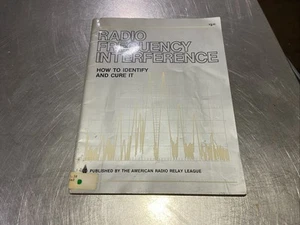 RADIO
FREQUENCY
INTERFERENCE
HOW TO IDENTIFY
AND CURE IT
PUBLISHED BY THE AMERICAN RADIO RELAY LEAGUE